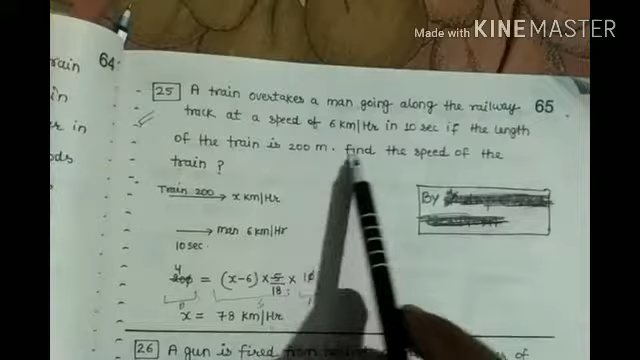 Made with KINEMASTER
rain 64
in
er in
ods
25 A train overtakes a man going along the railway 65
track at a speed of 6 KM/Hr in 10 sec if the length
of the train is 200 m. find the speed of the
train ?
Train 200 → x KM/Hr
By
→ man 6 KM/Hr
10 sec
= (x-6) × 5/18 × 10
x = 78 KM/Hr
26 A gun is fired from
of